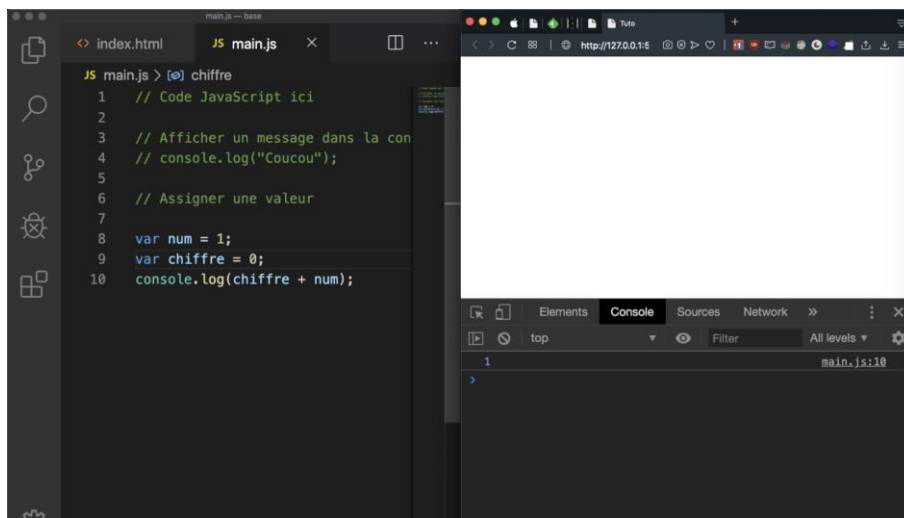 main.js — base
index.html
JS main.js
JS main.js > chiffre
1 // Code JavaScript ici
2
3 // Afficher un message dans la con
4 // console.log("Coucou");
5
6 // Assigner une valeur
7
8 var num = 1;
9 var chiffre = 0;
10 console.log(chiffre + num);
Tuto
http://127.0.0.1:5
Elements Console Sources Network
top Filter All levels
1 main.js:10